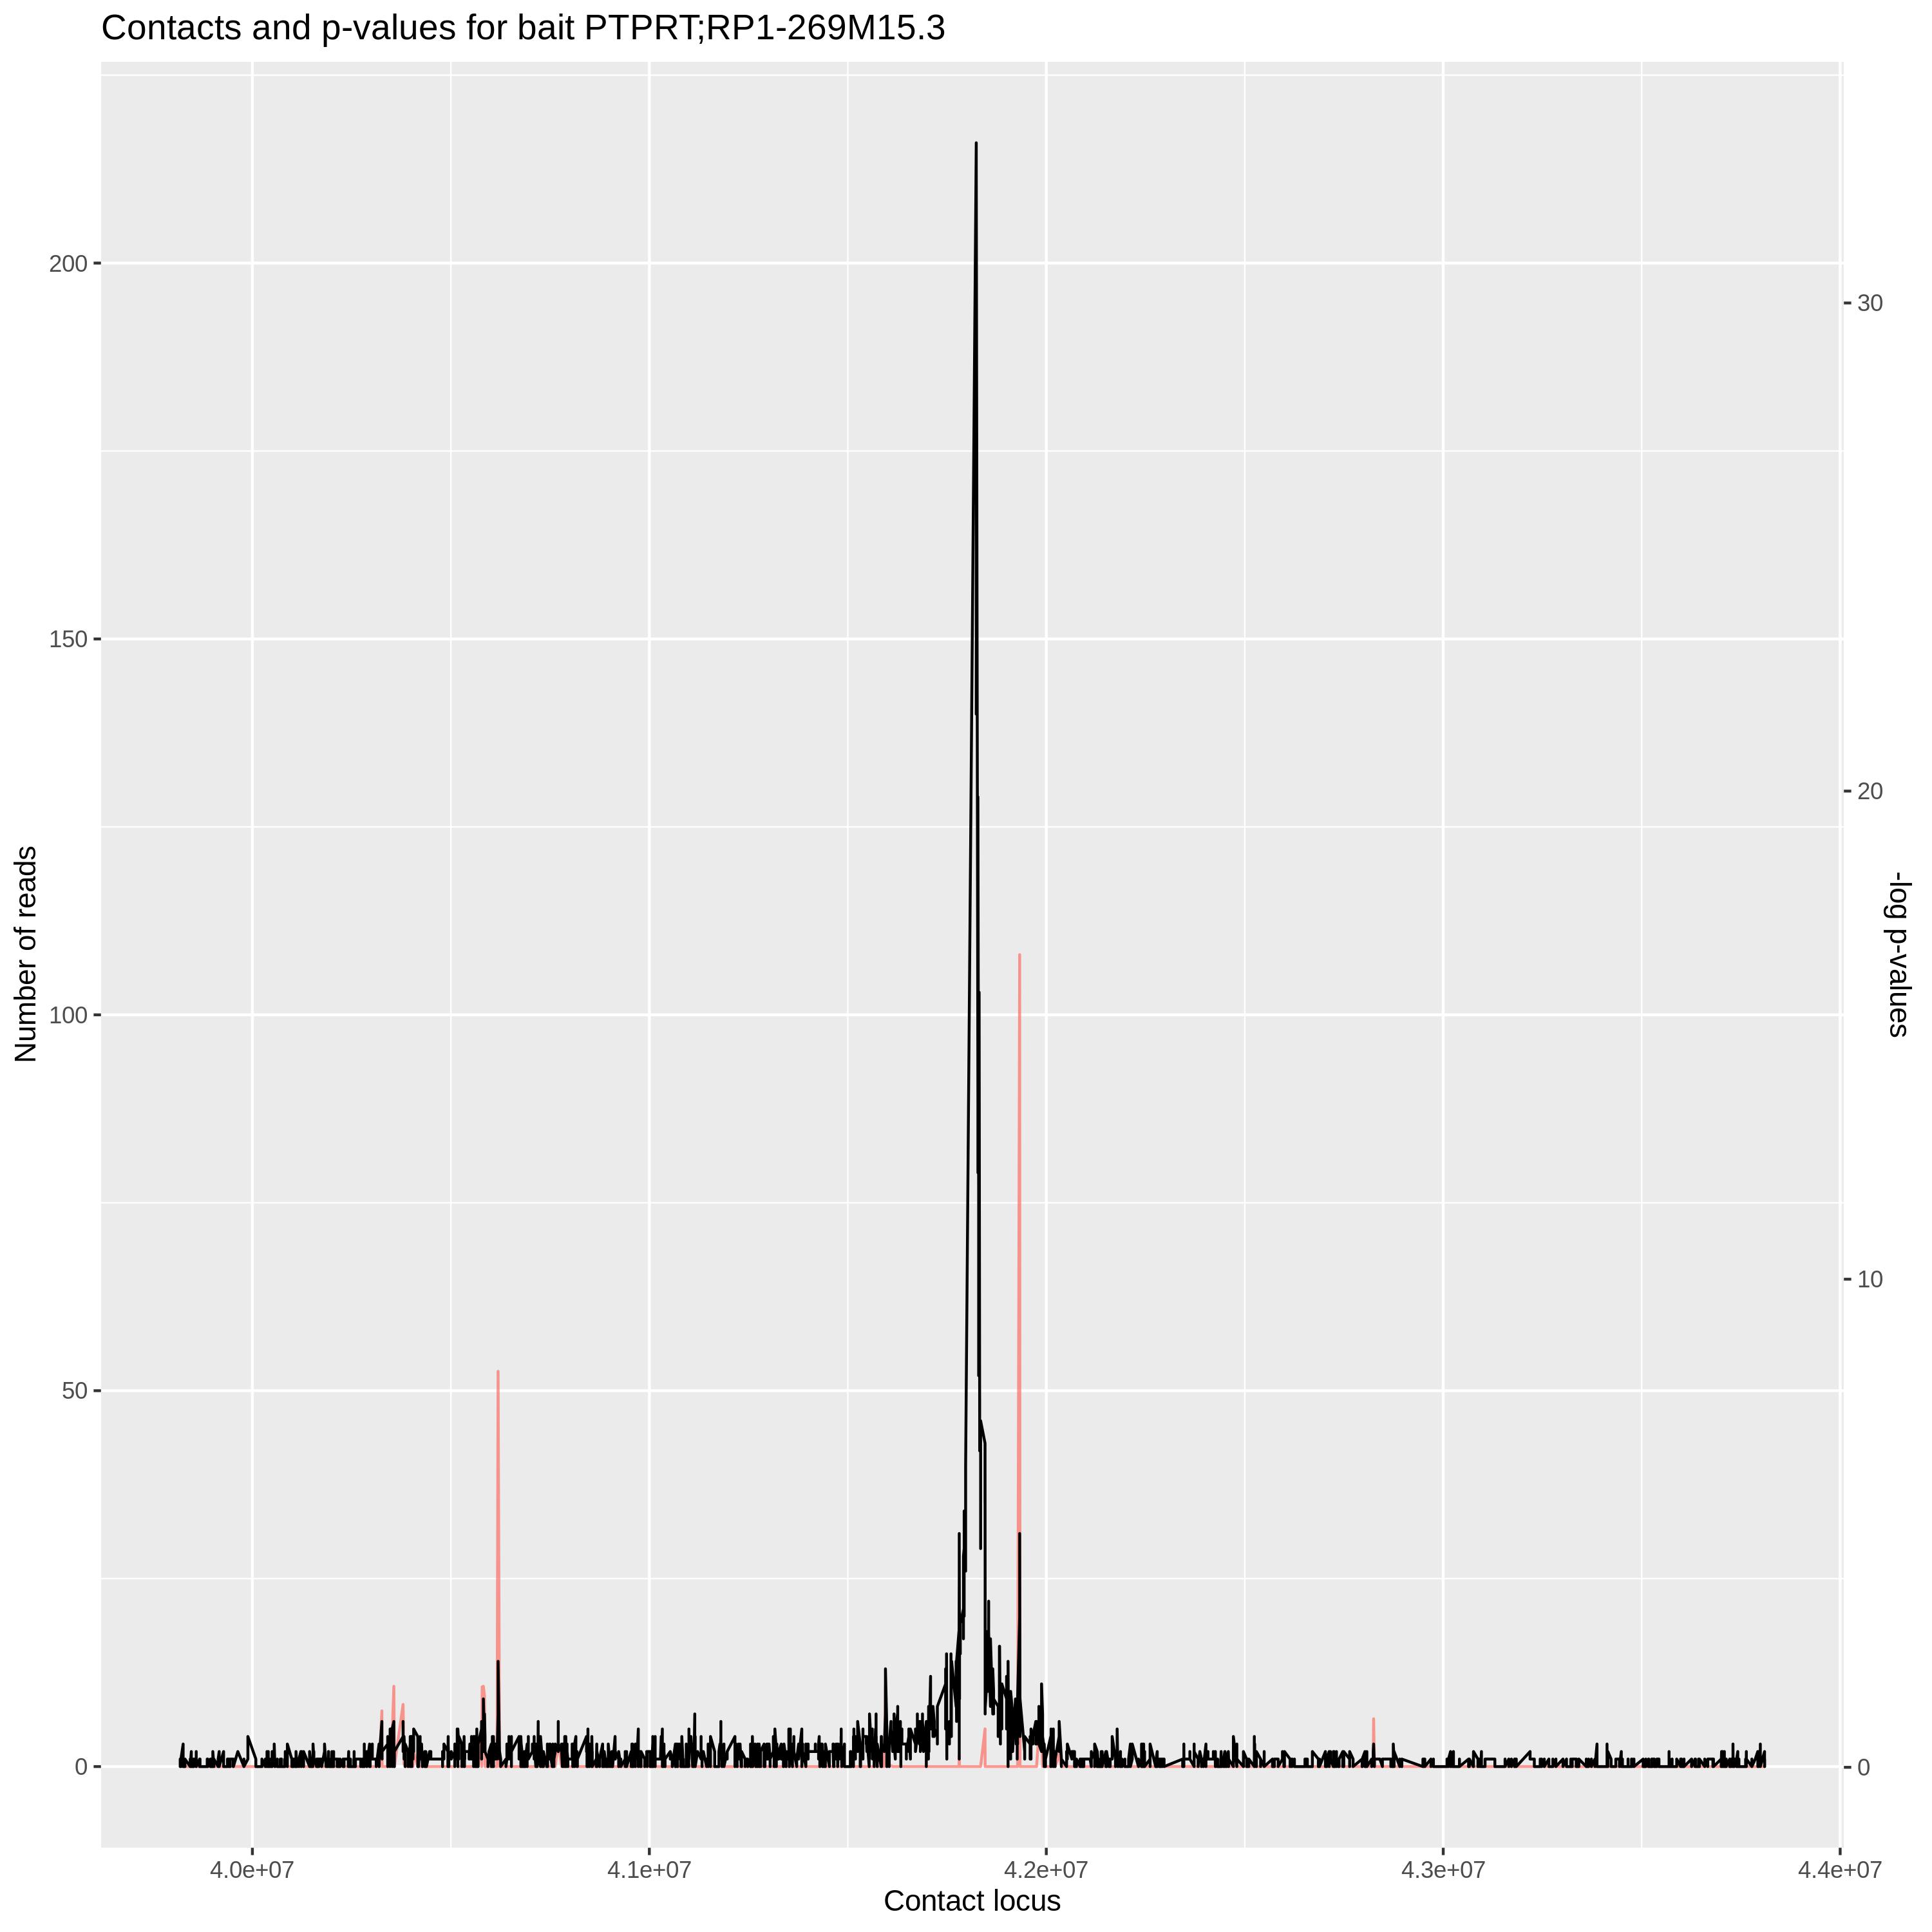 Contacts and p-values for bait PTPRT;RP1-269M15.3
200
150
100
50
0
Number of reads
30
20
10
0
-log p-values
4.0e+07
4.1e+07
4.2e+07
4.3e+07
4.4e+07
Contact locus